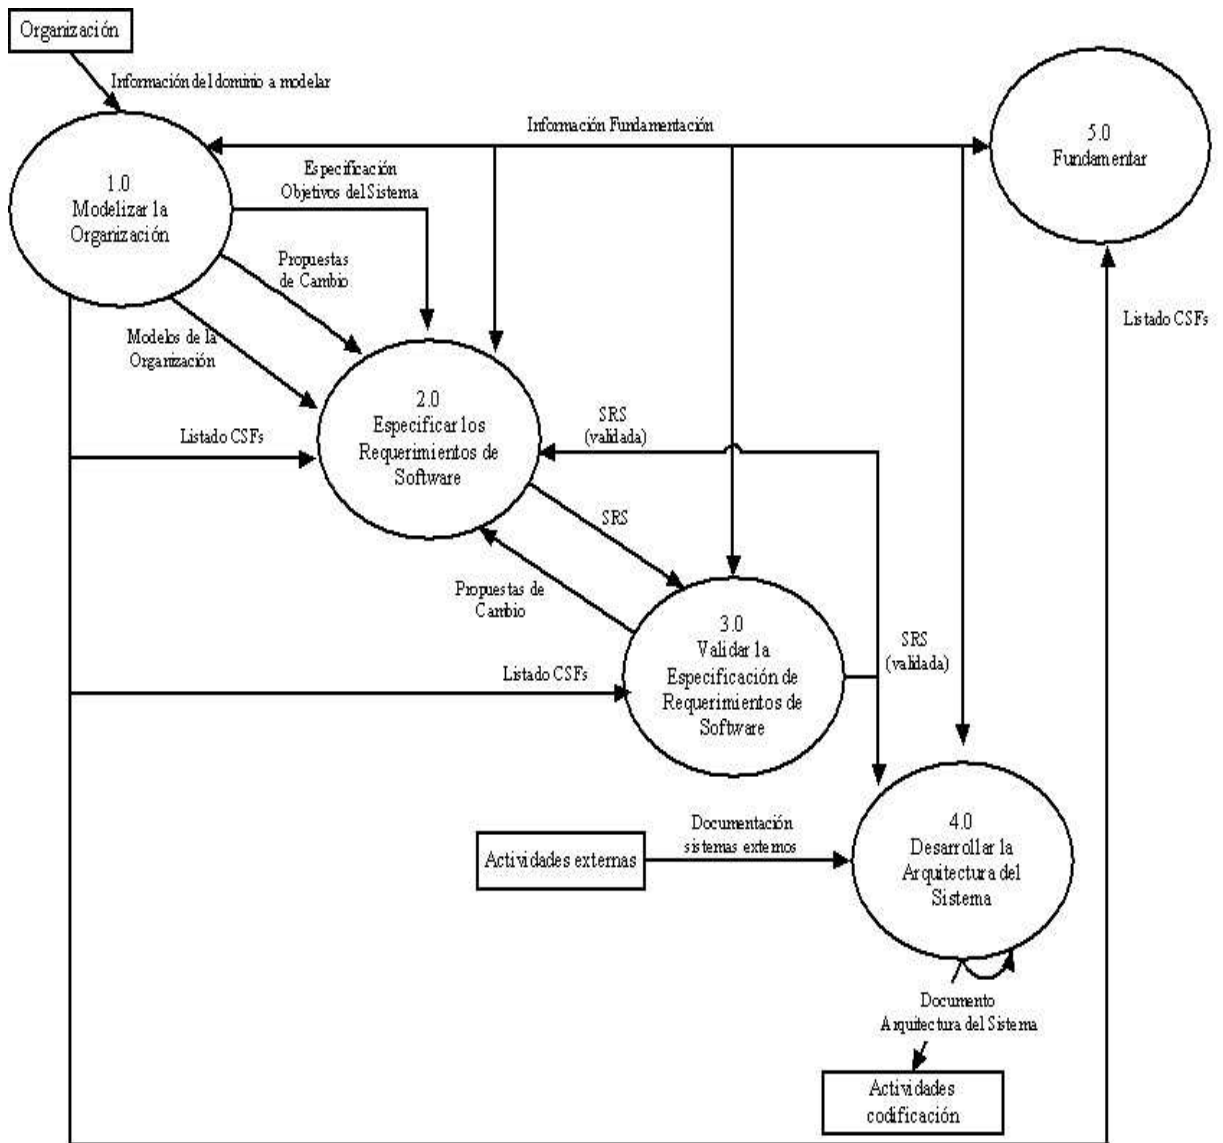 Organización
Información del dominio a modelar
Información Fundamentación
5.0
Fundamentar
1.0
Modelizar la
Organización
Especificación
Objetivos del Sistema
Propuestas
de Cambio
Modelos de la
Organización
Listado CSFs
2.0
Especificar los
Requerimientos de
Software
Listado CSFs
SRS
(validada)
SRS
Propuestas de
Cambio
3.0
Validar la
Especificación de
Requerimientos de
Software
SRS
(validada)
Listado CSFs
4.0
Desarrollar la
Arquitectura del
Sistema
Documentación
sistemas externos
Actividades externas
Documento
Arquitectura del Sistema
Actividades
codificación